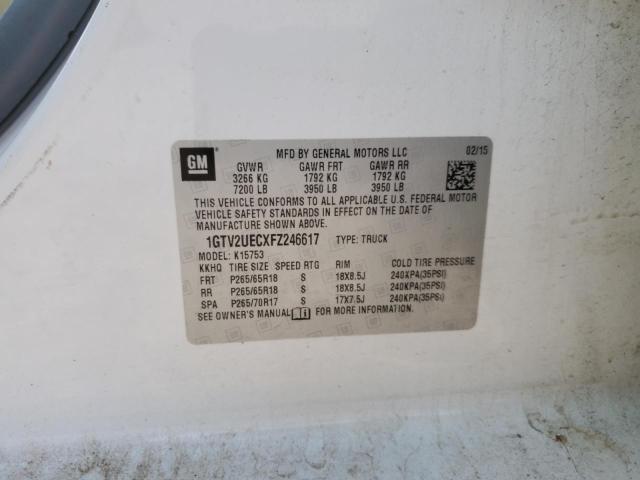 GM
MFD BY GENERAL MOTORS LLC 02/15
GVWR GAWR FRT GAWR RR
3266 KG 1792 KG 1792 KG
7200 LB 3950 LB 3950 LB
THIS VEHICLE CONFORMS TO ALL APPLICABLE U.S. FEDERAL MOTOR
VEHICLE SAFETY STANDARDS IN EFFECT ON THE DATE OF
MANUFACTURE SHOWN ABOVE.
1GTV2UECXFZ246617 TYPE: TRUCK
MODEL: K15753
KKHQ TIRE SIZE SPEED RTG RIM COLD TIRE PRESSURE
FRT P265/65R18 S 18X8.5J 240KPA(35PSI)
RR P265/65R18 S 18X8.5J 240KPA(35PSI)
SPA P265/70R17 S 17X7.5J 240KPA(35PSI)
SEE OWNER'S MANUAL FOR MORE INFORMATION.